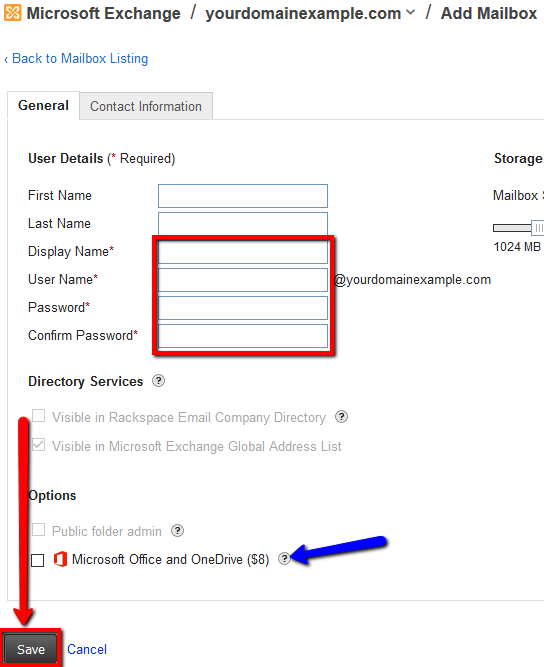 Microsoft Exchange / yourdomainexample.com / Add Mailbox
‹ Back to Mailbox Listing
General
Contact Information
User Details (* Required)
Storage
First Name
Mailbox S
Last Name
Display Name*
1024 MB
User Name*
@yourdomainexample.com
Password*
Confirm Password*
Directory Services ?
Visible in Rackspace Email Company Directory ?
Visible in Microsoft Exchange Global Address List
Options
Public folder admin ?
Microsoft Office and OneDrive ($8) ?
Save
Cancel